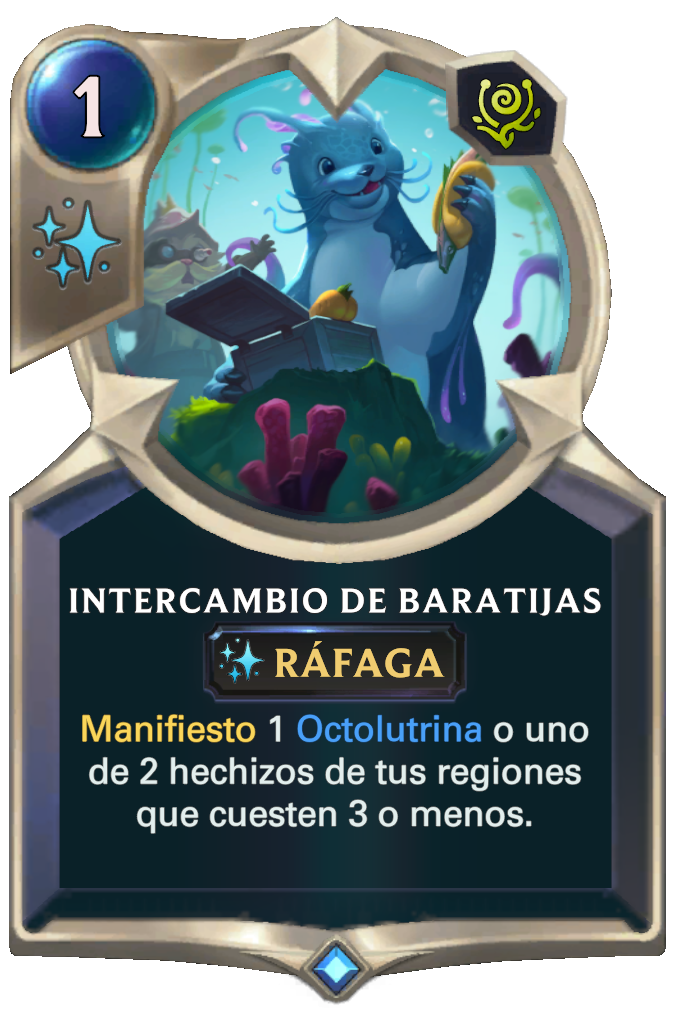 1
INTERCAMBIO DE BARATIJAS
RÁFAGA
Manifiesto 1 Octolutrina o uno
de 2 hechizos de tus regiones
que cuesten 3 o menos.